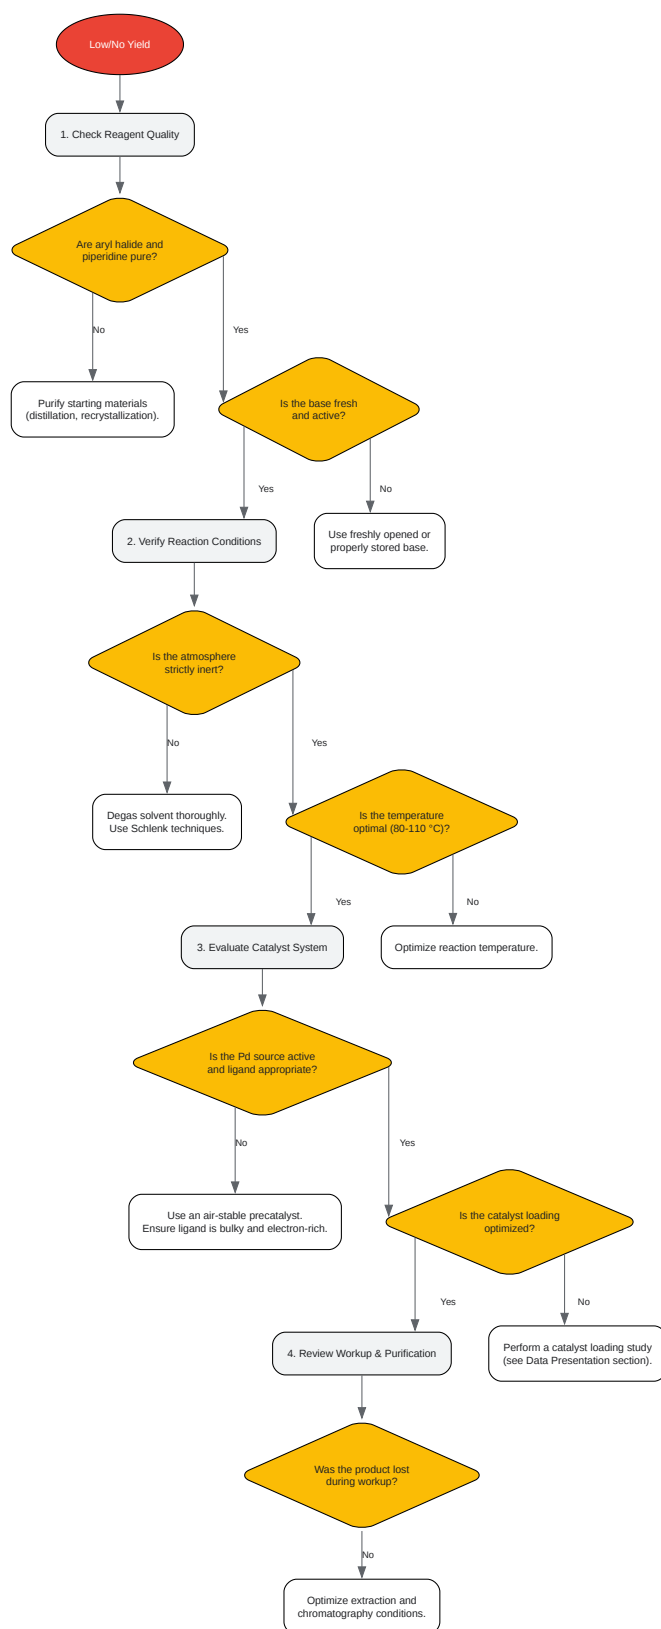 Low/No Yield
1. Check Reagent Quality
Are aryl halide and
piperidine pure?
No
Yes
Purify starting materials
(distillation, recrystallization).
Is the base fresh
and active?
Yes
No
2. Verify Reaction Conditions
Use freshly opened or
properly stored base.
Is the atmosphere
strictly inert?
No
Yes
Degas solvent thoroughly.
Use Schlenk techniques.
Is the temperature
optimal (80-110 °C)?
Yes
No
3. Evaluate Catalyst System
Optimize reaction temperature.
Is the Pd source active
and ligand appropriate?
No
Yes
Use an air-stable precatalyst.
Ensure ligand is bulky and electron-rich.
Is the catalyst loading
optimized?
Yes
No
4. Review Workup & Purification
Perform a catalyst loading study
(see Data Presentation section).
Was the product lost
during workup?
No
Optimize extraction and
chromatography conditions.